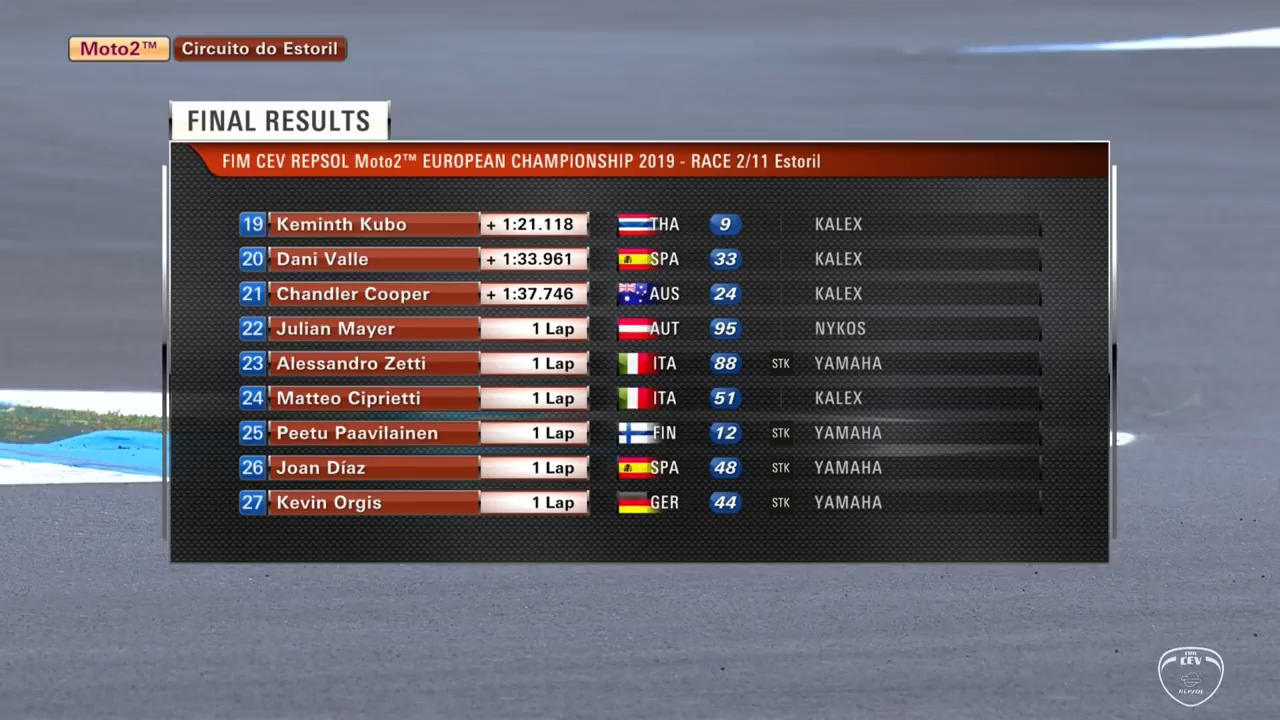 Moto2™ Circuito do Estoril
FINAL RESULTS
FIM CEV REPSOL Moto2™ EUROPEAN CHAMPIONSHIP 2019 - RACE 2/11 Estoril
19 Keminth Kubo + 1:21.118 THA 9 KALEX
20 Dani Valle + 1:33.961 SPA 33 KALEX
21 Chandler Cooper + 1:37.746 AUS 24 KALEX
22 Julian Mayer 1 Lap AUT 95 NYKOS
23 Alessandro Zetti 1 Lap ITA 88 STK YAMAHA
24 Matteo Ciprietti 1 Lap ITA 51 KALEX
25 Peetu Paavilainen 1 Lap FIN 12 STK YAMAHA
26 Joan Díaz 1 Lap SPA 48 STK YAMAHA
27 Kevin Orgis 1 Lap GER 44 STK YAMAHA
FIM
CEV
REPSOL